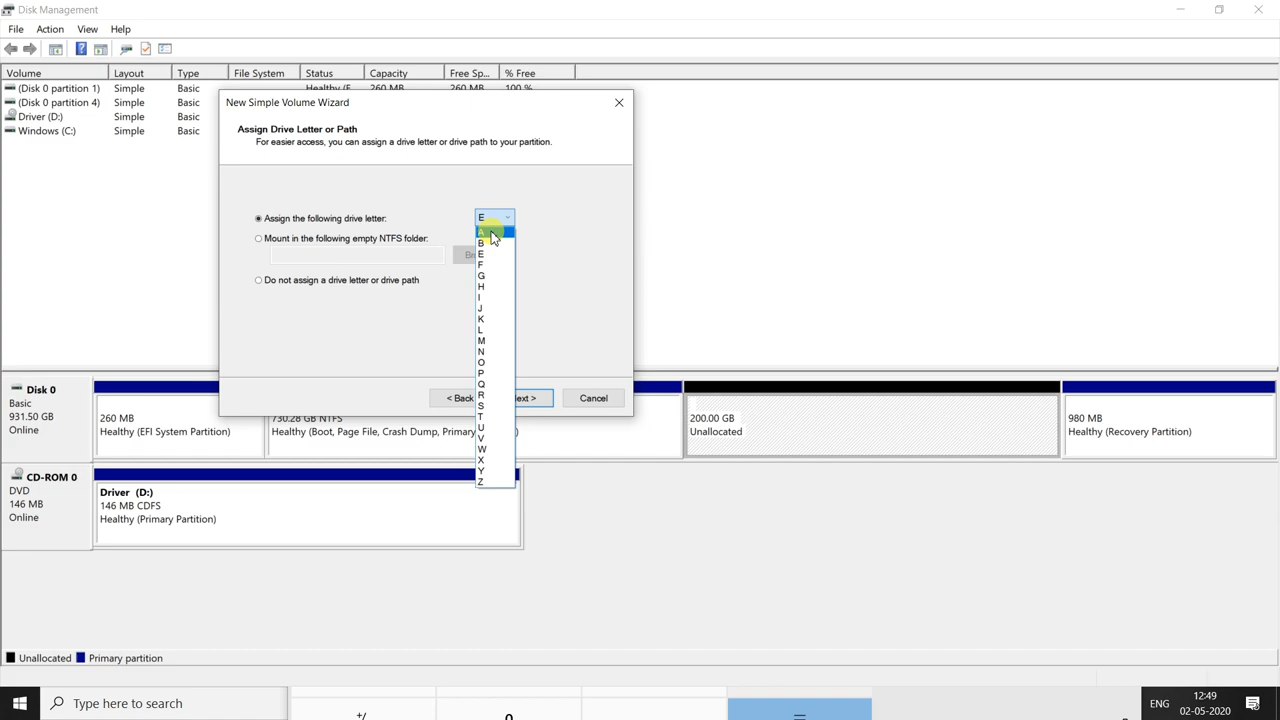 Disk Management
File Action View Help
Volume Layout Type File System Status Capacity Free Sp... % Free
(Disk 0 partition 1) Simple Basic Healthy (E 260 MB 260 MB 100 %
(Disk 0 partition 4) Simple Basic
Driver (D:) Simple Basic
Windows (C:) Simple Basic
New Simple Volume Wizard
Assign Drive Letter or Path
For easier access, you can assign a drive letter or drive path to your partition.
Assign the following drive letter: E
Mount in the following empty NTFS folder:
Do not assign a drive letter or drive path
A
B
E
F
G
H
I
J
K
L
M
N
O
P
Q
R
S
T
U
V
W
X
Y
Z
< Back ext > Cancel
Disk 0
Basic
931.50 GB
Online
260 MB
Healthy (EFI System Partition)
730.28 GB NTFS
Healthy (Boot, Page File, Crash Dump, Primary
200.00 GB
Unallocated
980 MB
Healthy (Recovery Partition)
CD-ROM 0
DVD
146 MB
Online
Driver (D:)
146 MB CDFS
Healthy (Primary Partition)
Unallocated Primary partition
Type here to search
+/
0
ENG
12:49
02-05-2020